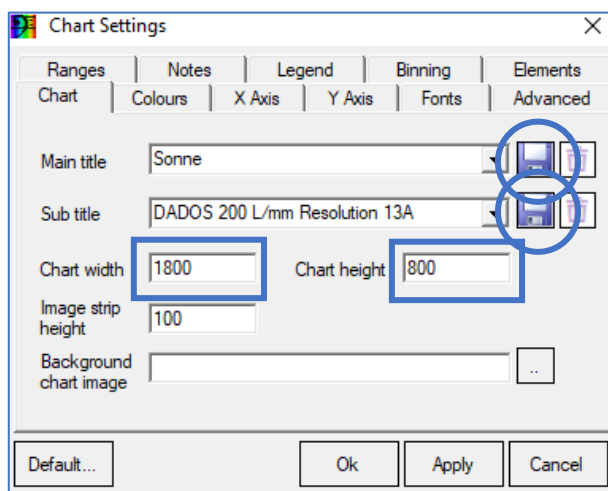 Chart Settings
Ranges Notes Legend Binning Elements
Chart Colours X Axis Y Axis Fonts Advanced
Main title Sonne
Sub title DADOS 200 L/mm Resolution 13A
Chart width 1800 Chart height 800
Image strip
height 100
Background
chart image ..
Default... Ok Apply Cancel